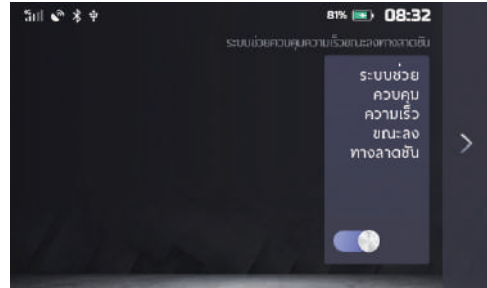 81% 08:32
ระบบช่วยควบคุมความเร็วขณะลงทางลาดชัน
ระบบช่วย
ควบคุม
ความเร็ว
ขณะลง
ทางลาดชัน